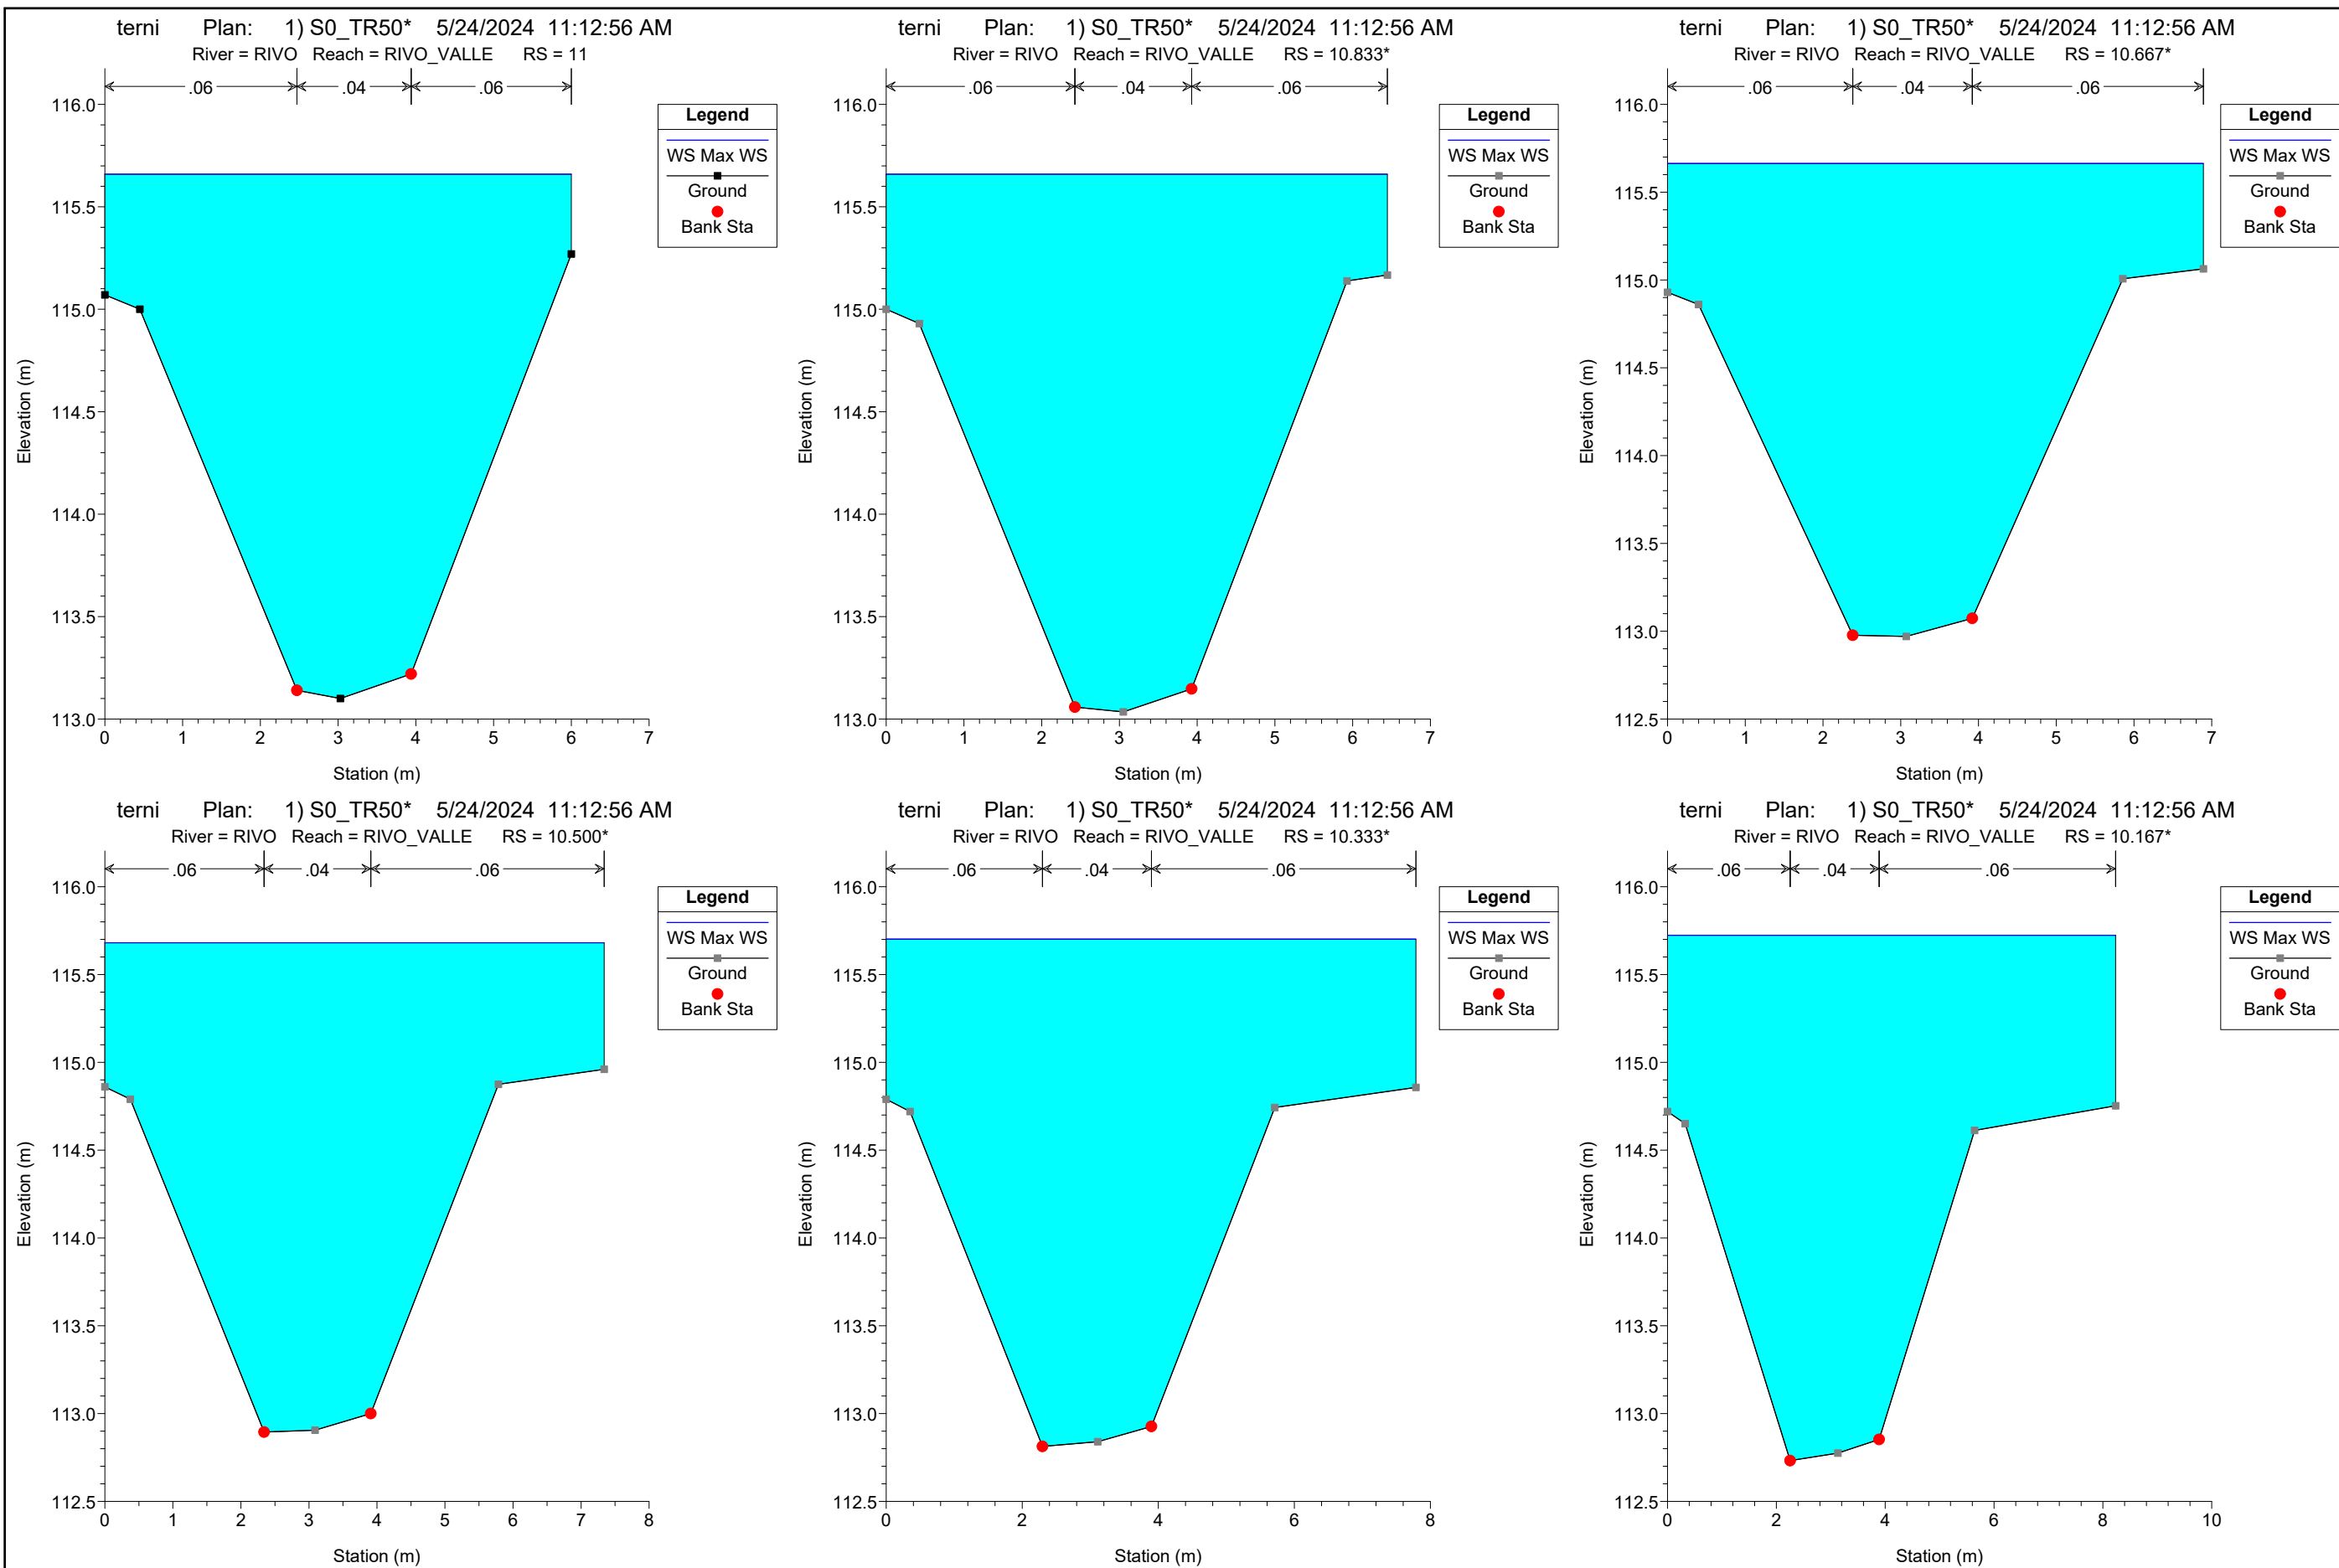 terni Plan: 1) S0_TR50* 5/24/2024 11:12:56 AM
River = RIVO Reach = RIVO_VALLE RS = 11
.06 .04 .06
Legend
WS Max WS
Ground
Bank Sta
116.0
115.5
115.0
114.5
114.0
113.5
113.0
Elevation (m)
0 1 2 3 4 5 6 7
Station (m)
terni Plan: 1) S0_TR50* 5/24/2024 11:12:56 AM
River = RIVO Reach = RIVO_VALLE RS = 10.833*
.06 .04 .06
Legend
WS Max WS
Ground
Bank Sta
116.0
115.5
115.0
114.5
114.0
113.5
113.0
Elevation (m)
0 1 2 3 4 5 6 7
Station (m)
terni Plan: 1) S0_TR50* 5/24/2024 11:12:56 AM
River = RIVO Reach = RIVO_VALLE RS = 10.667*
.06 .04 .06
Legend
WS Max WS
Ground
Bank Sta
116.0
115.5
115.0
114.5
114.0
113.5
113.0
112.5
Elevation (m)
0 1 2 3 4 5 6 7
Station (m)
terni Plan: 1) S0_TR50* 5/24/2024 11:12:56 AM
River = RIVO Reach = RIVO_VALLE RS = 10.500*
.06 .04 .06
Legend
WS Max WS
Ground
Bank Sta
116.0
115.5
115.0
114.5
114.0
113.5
113.0
112.5
Elevation (m)
0 1 2 3 4 5 6 7 8
Station (m)
terni Plan: 1) S0_TR50* 5/24/2024 11:12:56 AM
River = RIVO Reach = RIVO_VALLE RS = 10.333*
.06 .04 .06
Legend
WS Max WS
Ground
Bank Sta
116.0
115.5
115.0
114.5
114.0
113.5
113.0
112.5
Elevation (m)
0 2 4 6 8
Station (m)
terni Plan: 1) S0_TR50* 5/24/2024 11:12:56 AM
River = RIVO Reach = RIVO_VALLE RS = 10.167*
.06 .04 .06
Legend
WS Max WS
Ground
Bank Sta
116.0
115.5
115.0
114.5
114.0
113.5
113.0
112.5
Elevation (m)
0 2 4 6 8 10
Station (m)